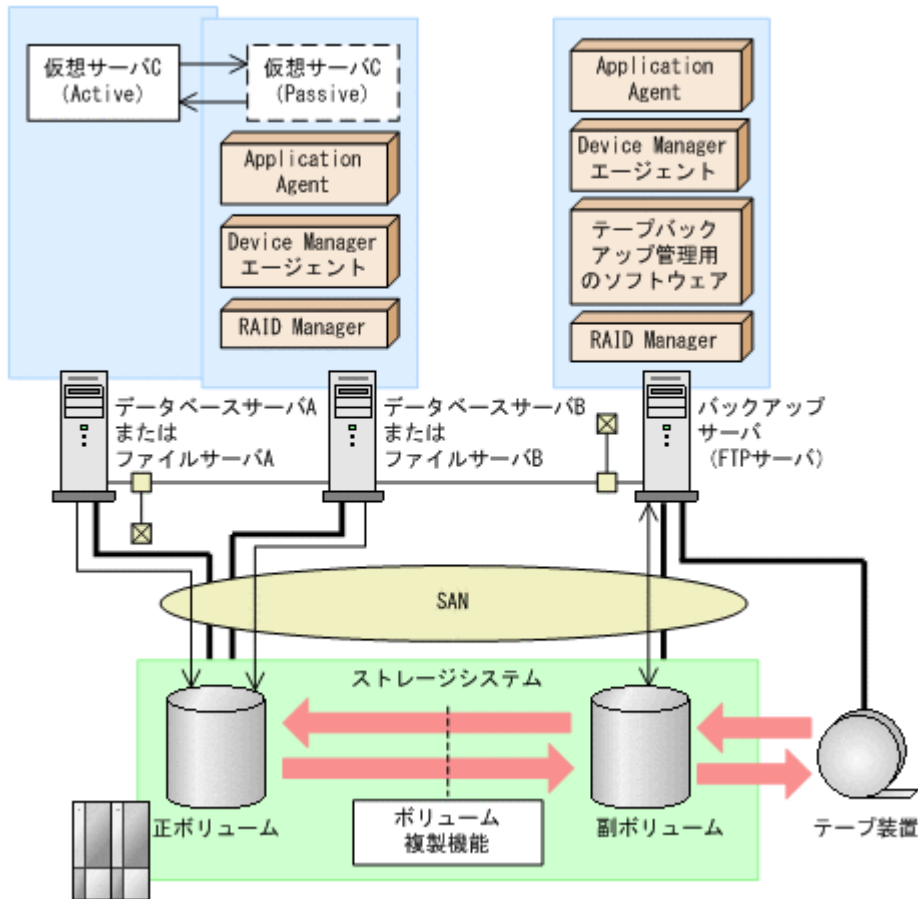 仮想サーバC
(Active)
仮想サーバC
(Passive)
Application
Agent
Device Manager
エージェント
RAID Manager
Application
Agent
Device Manager
エージェント
テープバック
アップ管理用
のソフトウェア
RAID Manager
データベースサーバA
または
ファイルサーバA
データベースサーバB
または
ファイルサーバB
バックアップ
サーバ
(FTPサーバ)
SAN
ストレージシステム
正ボリューム
ボリューム
複製機能
副ボリューム
テープ装置